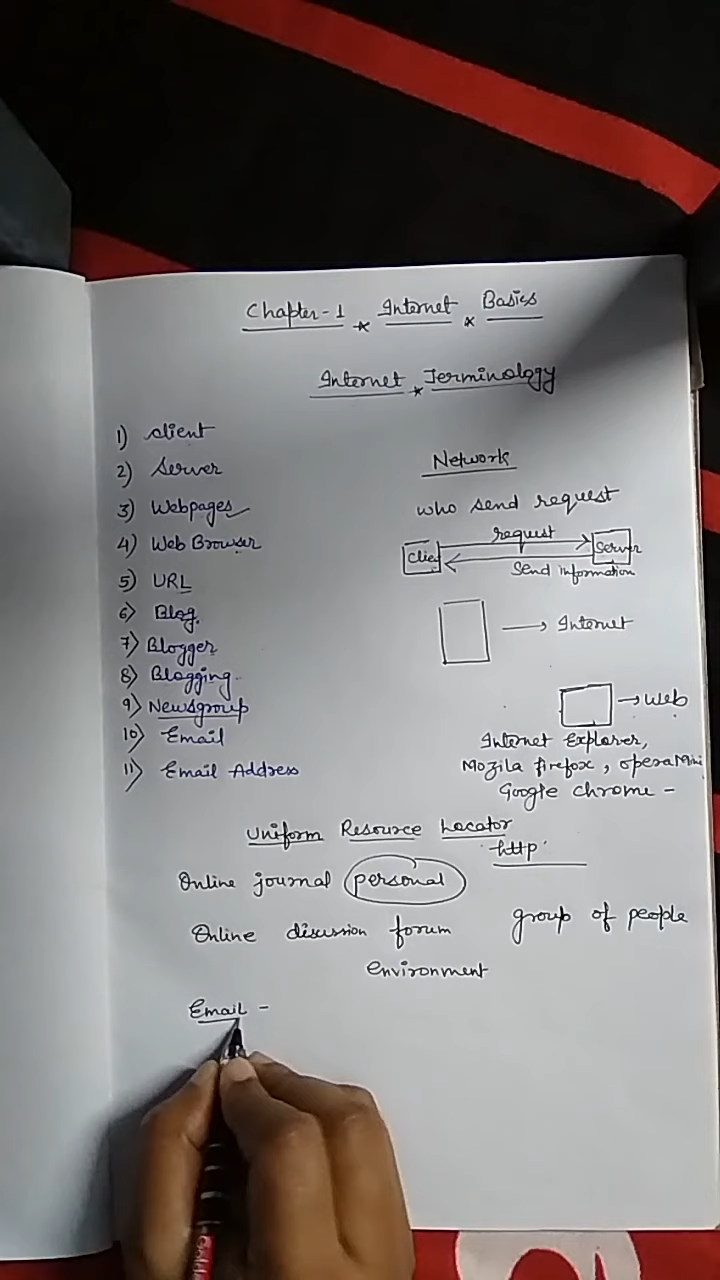 Chapter-1 * Internet * Basics
Internet * Terminology
1) Client
2) Server
3) Webpages
4) Web Browser
5) URL
6) Blog
7) Blogger
8) Blogging
9) Newsgroup
10) Email
11) Email Address
Network
who send request
request
Clie Server
Send information
→ Internet
→ Web
Internet Explorer,
Mozila firefox, opera Mini
Google chrome -
Uniform Resource Locator
http
Online journal personal
Online discussion forum group of people
environment
Email -